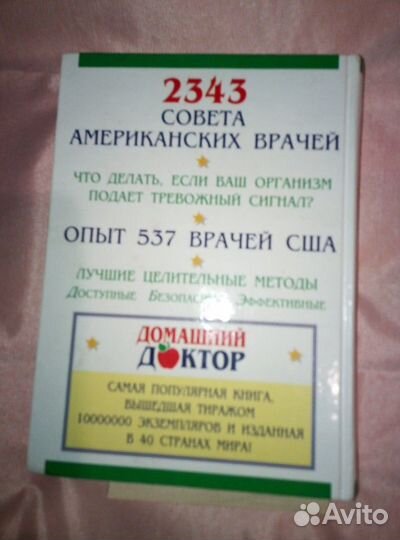 2343
СОВЕТА
АМЕРИКАНСКИХ ВРАЧЕЙ
ЧТО ДЕЛАТЬ, ЕСЛИ ВАШ ОРГАНИЗМ
ПОДАЕТ ТРЕВОЖНЫЙ СИГНАЛ?
ОПЫТ 537 ВРАЧЕЙ США
ЛУЧШИЕ ЦЕЛИТЕЛЬНЫЕ МЕТОДЫ
ДОСТУПНЫЕ ЭФФЕКТИВНЫЕ
ДОМАШНИЙ
ДОКТОР
САМАЯ ПОПУЛЯРНАЯ КНИГА,
ВЫШЕДШАЯ ТИРАЖОМ
10000000 ЭКЗЕМПЛЯРОВ И ИЗДАННАЯ
В 40 СТРАНАХ МИРА!
Avito